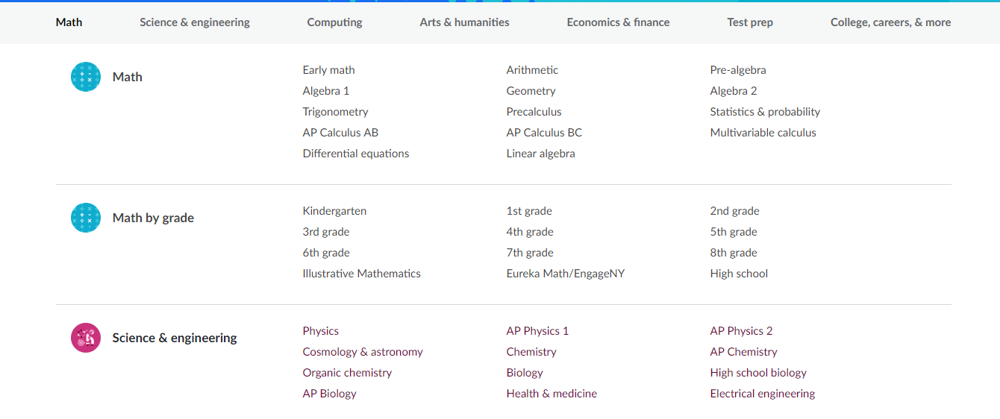 Math Science & engineering Computing Arts & humanities Economics & finance Test prep College, careers, & more
Math
Early math Arithmetic Pre-algebra
Algebra 1 Geometry Algebra 2
Trigonometry Precalculus Statistics & probability
AP Calculus AB AP Calculus BC Multivariable calculus
Differential equations Linear algebra
Math by grade
Kindergarten 1st grade 2nd grade
3rd grade 4th grade 5th grade
6th grade 7th grade 8th grade
Illustrative Mathematics Eureka Math/EngageNY High school
Science & engineering
Physics AP Physics 1 AP Physics 2
Cosmology & astronomy Chemistry AP Chemistry
Organic chemistry Biology High school biology
AP Biology Health & medicine Electrical engineering